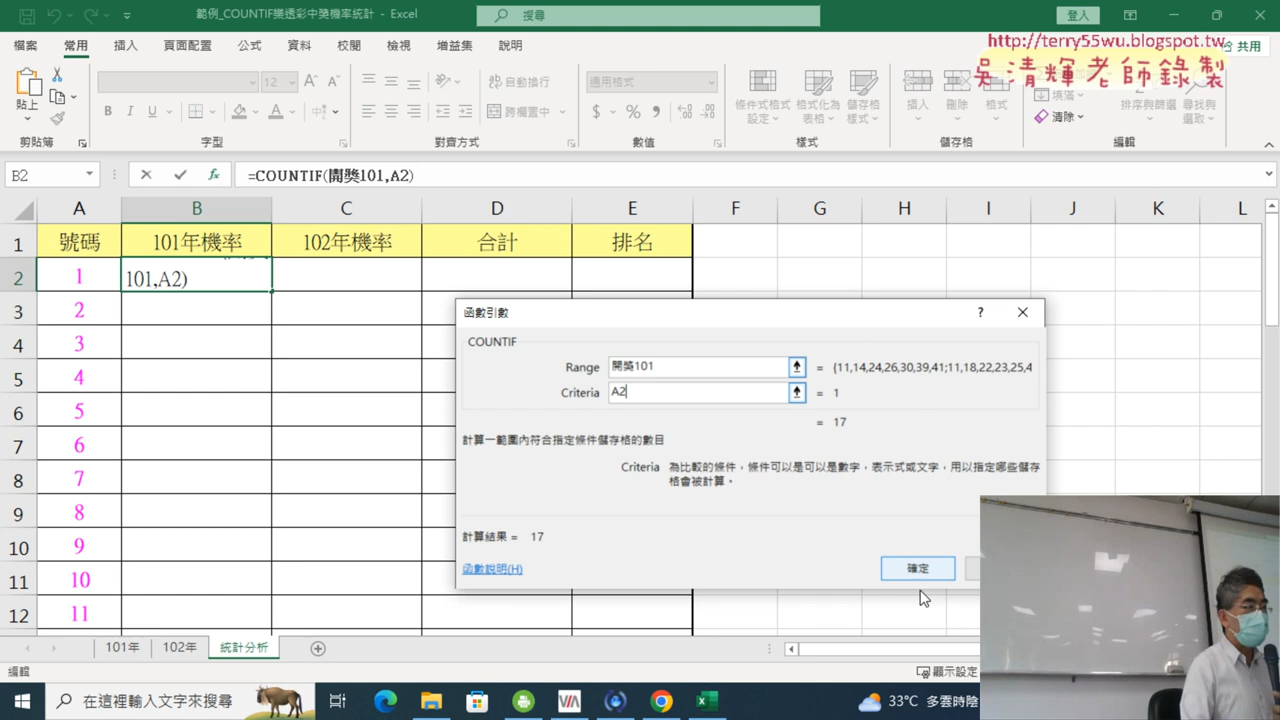 範例_COUNTIF樂透彩中獎機率統計 - Excel
搜尋
登入
檔案 常用 插入 頁面配置 公式 資料 校閱 檢視 增益集 說明
http://terry55wu.blogspot.tw
共用
吳清輝老師錄製
貼上
12
自動換行
通用格式
條件式格式設定
格式化為表格
儲存格樣式
插入 刪除 格式
填滿
清除
排序與篩選
尋找與選取
跨欄置中
剪貼簿 字型 對齊方式 數值 樣式 儲存格 編輯
B2
=COUNTIF(開獎101,A2)
A B C D E F G H I J K L
1 號碼 101年機率 102年機率 合計 排名
2 1 101,A2)
3 2
4 3
5 4
6 5
7 6
8 7
9 8
10 9
11 10
12 11
函數引數
COUNTIF
Range 開獎101 = {11,14,24,26,30,39,41;11,18,22,23,25,4
Criteria A2 = 1
= 17
計算一範圍內符合指定條件儲存格的數目
Criteria 為比較的條件，條件可以是可以是數字，表示式或文字，用以指定哪些儲存
格會被計算。
計算結果 = 17
函數說明(H)
確定
101年 102年 統計分析
編輯
顯示設定
在這裡輸入文字來搜尋
33°C 多雲時陰